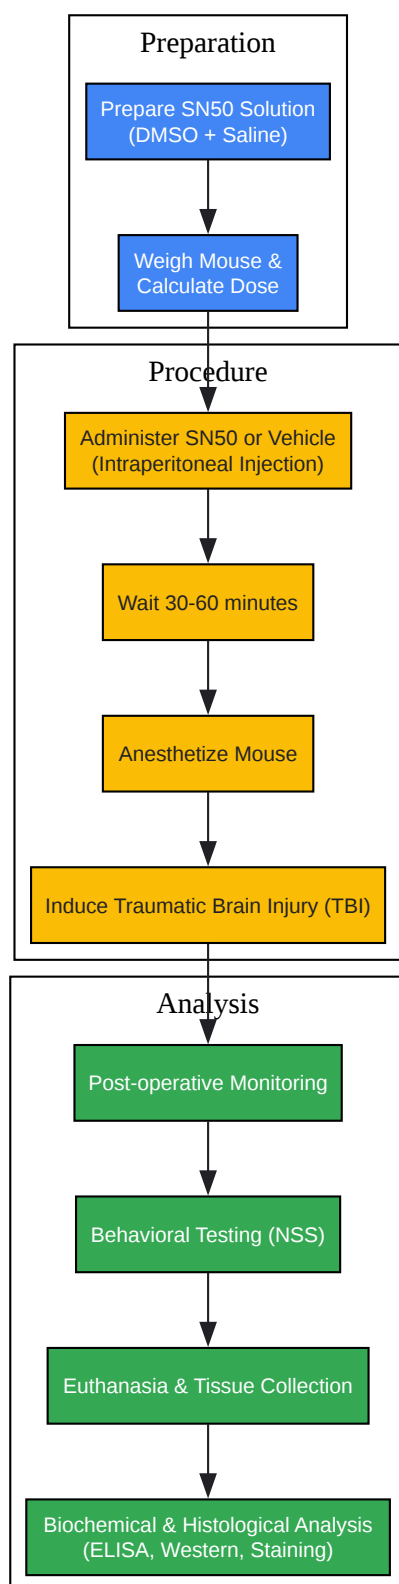 Preparation
Prepare SN50 Solution
(DMSO + Saline)
Weigh Mouse &
Calculate Dose
Procedure
Administer SN50 or Vehicle
(Intraperitoneal Injection)
Wait 30-60 minutes
Anesthetize Mouse
Induce Traumatic Brain Injury (TBI)
Analysis
Post-operative Monitoring
Behavioral Testing (NSS)
Euthanasia & Tissue Collection
Biochemical & Histological Analysis
(ELISA, Western, Staining)